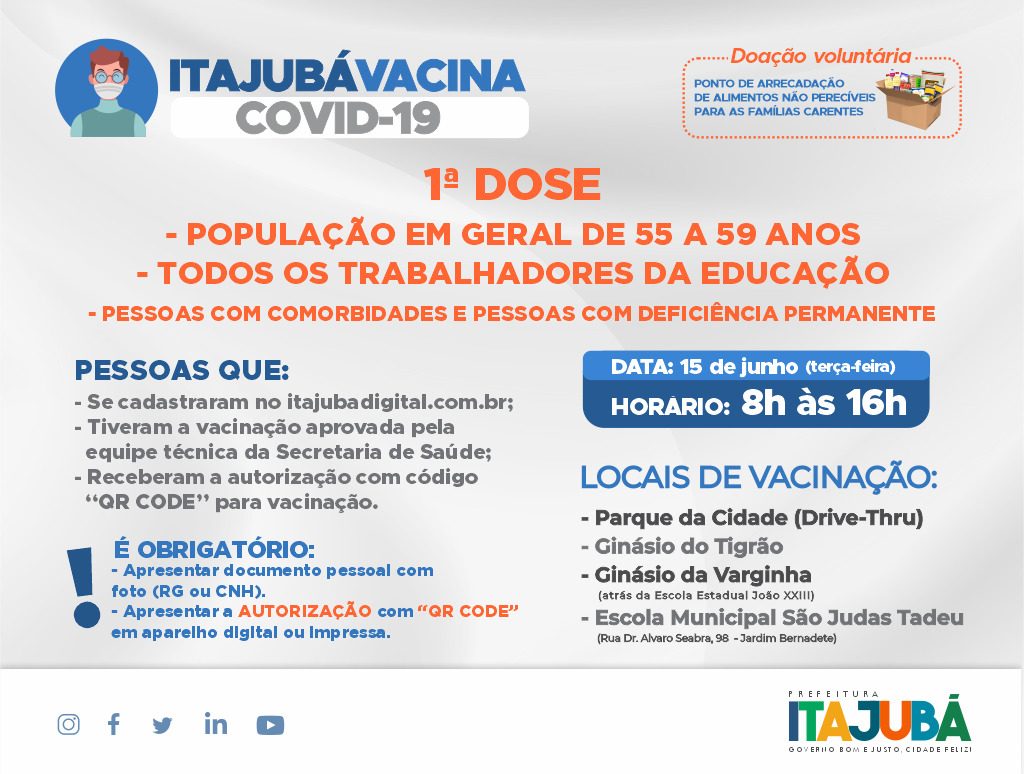 ITAJUBÁVACINA
COVID-19
Doação voluntária
PONTO DE ARRECADAÇÃO
DE ALIMENTOS NÃO PERECÍVEIS
PARA AS FAMÍLIAS CARENTES
1ª DOSE
- POPULAÇÃO EM GERAL DE 55 A 59 ANOS
- TODOS OS TRABALHADORES DA EDUCAÇÃO
- PESSOAS COM COMORBIDADES E PESSOAS COM DEFICIÊNCIA PERMANENTE
PESSOAS QUE:
- Se cadastraram no itajubadigital.com.br;
- Tiveram a vacinação aprovada pela
equipe técnica da Secretaria de Saúde;
- Receberam a autorização com código
“QR CODE” para vacinação.
! É OBRIGATÓRIO:
- Apresentar documento pessoal com
foto (RG ou CNH).
- Apresentar a AUTORIZAÇÃO com “QR CODE”
em aparelho digital ou impressa.
DATA: 15 de junho (terça-feira)
HORÁRIO: 8h às 16h
LOCAIS DE VACINAÇÃO:
- Parque da Cidade (Drive-Thru)
- Ginásio do Tigrão
- Ginásio da Varginha
(atrás da Escola Estadual João XXIII)
- Escola Municipal São Judas Tadeu
(Rua Dr. Alvaro Seabra, 98 - Jardim Bernadete)
PREFEITURA
ITAJUBÁ
GOVERNO BOM E JUSTO, CIDADE FELIZ!